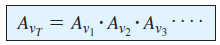 A_{v_T} = A_{v_1} · A_{v_2} · A_{v_3} · · · ·